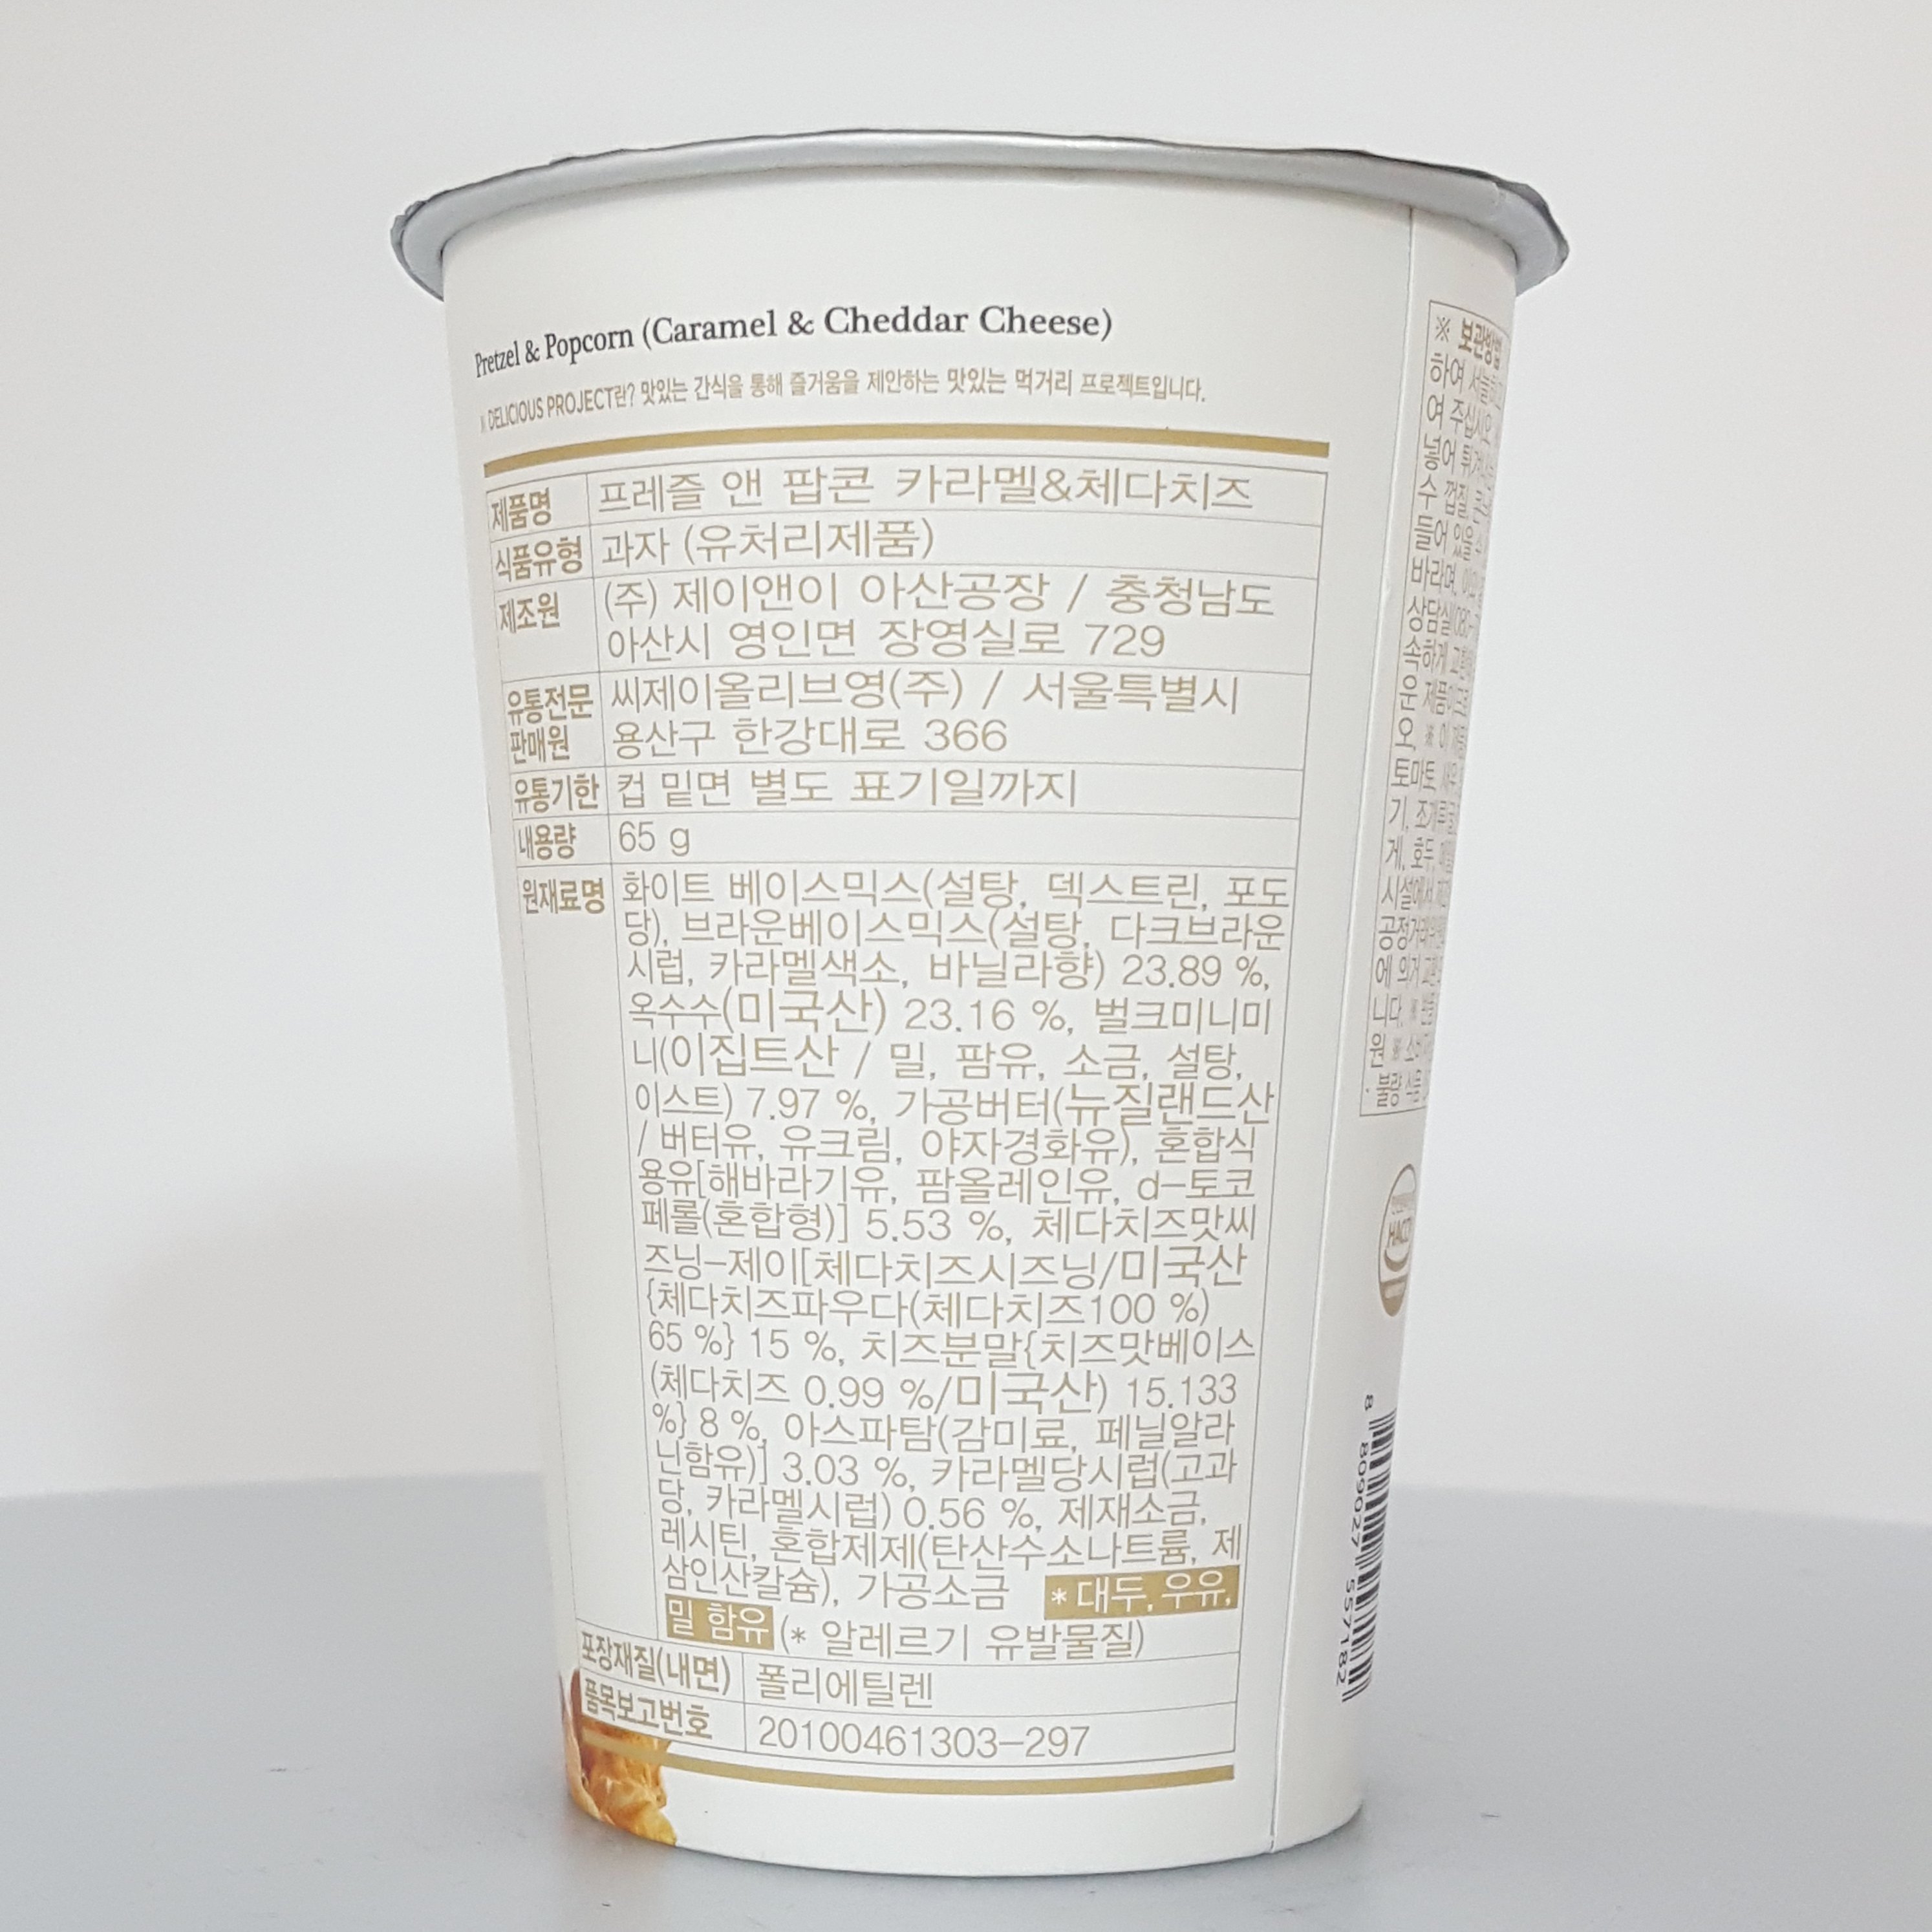 Pretzel & Popcorn (Caramel & Cheddar Cheese)
DELICIOUS PROJECT란? 맛있는 간식을 통해 즐거움을 제안하는 맛있는 먹거리 프로젝트입니다.
제품명 프레즐 앤 팝콘 카라멜&체다치즈
식품유형 과자 (유처리제품)
제조원 (주) 제이앤이 아산공장 / 충청남도
아산시 영인면 장영실로 729
유통전문 씨제이올리브영(주) / 서울특별시
판매원 용산구 한강대로 366
유통기한 컵 밑면 별도 표기일까지
내용량 65 g
원재료명 화이트 베이스믹스(설탕, 덱스트린, 포도
당), 브라운베이스믹스(설탕, 다크브라운
시럽, 카라멜색소, 바닐라향) 23.89 %,
옥수수(미국산) 23.16 %, 벌크미니미
니(이집트산 / 밀, 팜유, 소금, 설탕,
이스트) 7.97 %, 가공버터(뉴질랜드산
/ 버터유, 유크림, 야자경화유), 혼합식
용유[해바라기유, 팜올레인유, d-토코
페롤(혼합형)] 5.53 %, 체다치즈맛씨
즈닝-제이[체다치즈시즈닝/미국산
{체다치즈파우다(체다치즈100 %)
65 %} 15 %, 치즈분말{치즈맛베이스
(체다치즈 0.99 %/미국산) 15.133
%} 8 %, 아스파탐(감미료, 페닐알라
닌함유)] 3.03 %, 카라멜당시럽(고과
당, 카라멜시럽) 0.56 %, 제재소금,
레시틴, 혼합제제(탄산수소나트륨, 제
삼인산칼슘), 가공소금 * 대두, 우유,
밀 함유 (* 알레르기 유발물질)
포장재질(내면) 폴리에틸렌
품목보고번호 20100461303-297
※ 보관방법
하여
여 주십시오
넣어
수 껍질
들어 있을
바라며,
상담실
속하게
운 제품
오. ※
토마토
기,
게, 호두,
시설에서
에 의거
니다.
원 ※
불량
HACCP
8 809027 557182